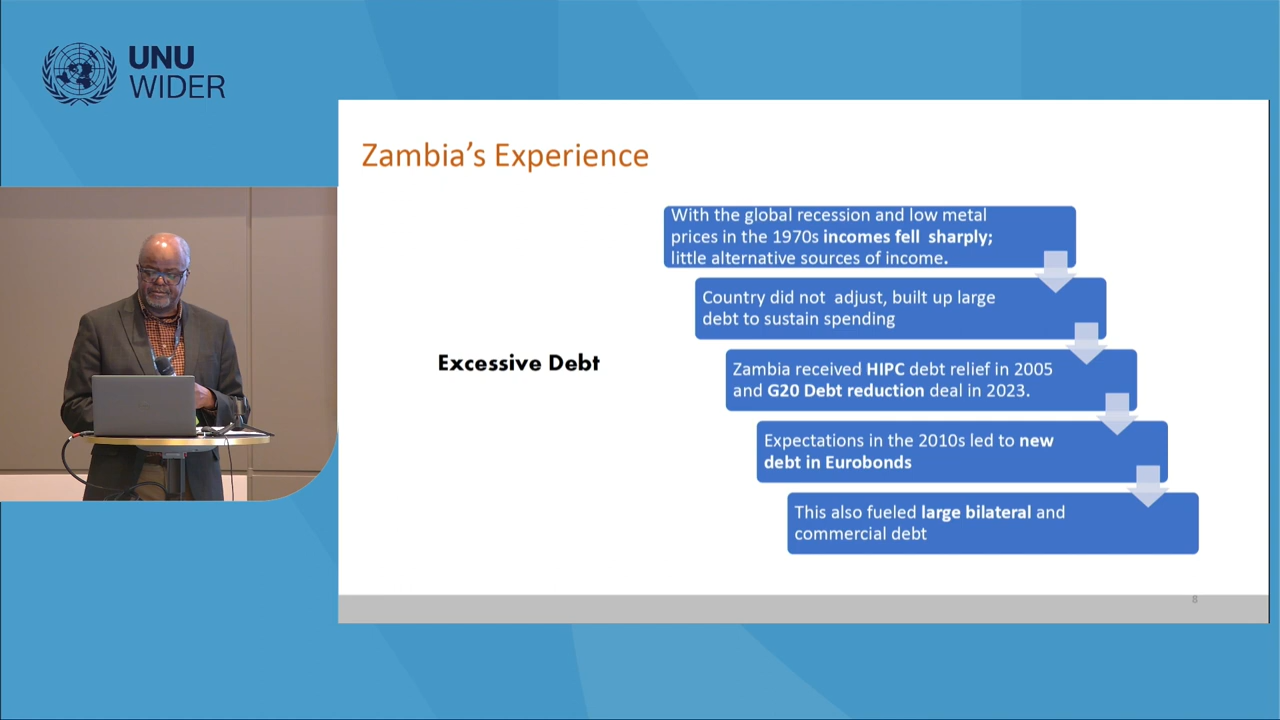 UNU
WIDER
Zambia's Experience
Excessive Debt
With the global recession and low metal
prices in the 1970s incomes fell sharply;
little alternative sources of income.
Country did not adjust, built up large
debt to sustain spending
Zambia received HIPC debt relief in 2005
and G20 Debt reduction deal in 2023.
Expectations in the 2010s led to new
debt in Eurobonds
This also fueled large bilateral and
commercial debt
8